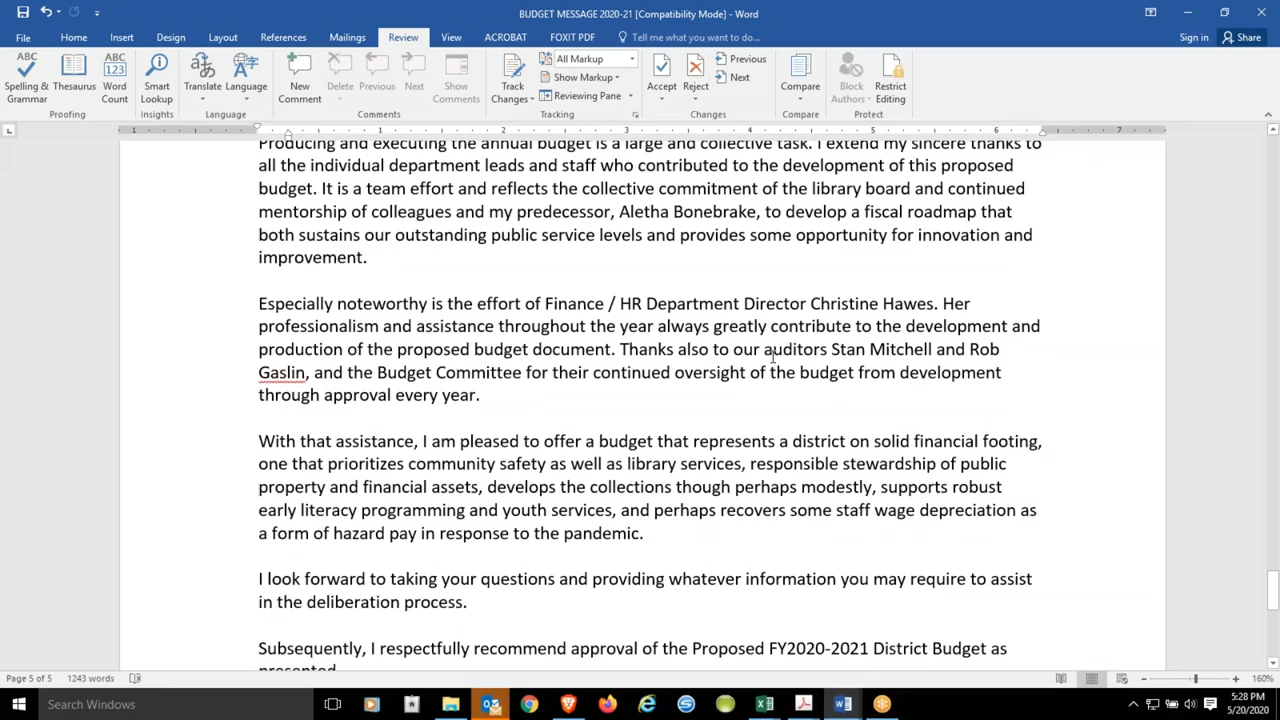 BUDGET MESSAGE 2020-21 [Compatibility Mode] - Word
File Home Insert Design Layout References Mailings Review View ACROBAT FOXIT PDF Tell me what you want to do... Sign in Share
Spelling & Grammar
Thesaurus
Word Count
Smart Lookup
Translate
Language
New Comment
Delete
Previous
Next
Show Comments
Track Changes
All Markup
Show Markup
Reviewing Pane
Accept
Reject
Previous
Next
Compare
Block Authors
Restrict Editing
Proofing Insights Language Comments Tracking Changes Compare Protect
1 1 2 3 4 5 6 7
Producing and executing the annual budget is a large and collective task. I extend my sincere thanks to
all the individual department leads and staff who contributed to the development of this proposed
budget. It is a team effort and reflects the collective commitment of the library board and continued
mentorship of colleagues and my predecessor, Aletha Bonebrake, to develop a fiscal roadmap that
both sustains our outstanding public service levels and provides some opportunity for innovation and
improvement.
Especially noteworthy is the effort of Finance / HR Department Director Christine Hawes. Her
professionalism and assistance throughout the year always greatly contribute to the development and
production of the proposed budget document. Thanks also to our auditors Stan Mitchell and Rob
Gaslin, and the Budget Committee for their continued oversight of the budget from development
through approval every year.
With that assistance, I am pleased to offer a budget that represents a district on solid financial footing,
one that prioritizes community safety as well as library services, responsible stewardship of public
property and financial assets, develops the collections though perhaps modestly, supports robust
early literacy programming and youth services, and perhaps recovers some staff wage depreciation as
a form of hazard pay in response to the pandemic.
I look forward to taking your questions and providing whatever information you may require to assist
in the deliberation process.
Subsequently, I respectfully recommend approval of the Proposed FY2020-2021 District Budget as
presented.
Page 5 of 5 1243 words 160%
Search Windows
5:28 PM
5/20/2020